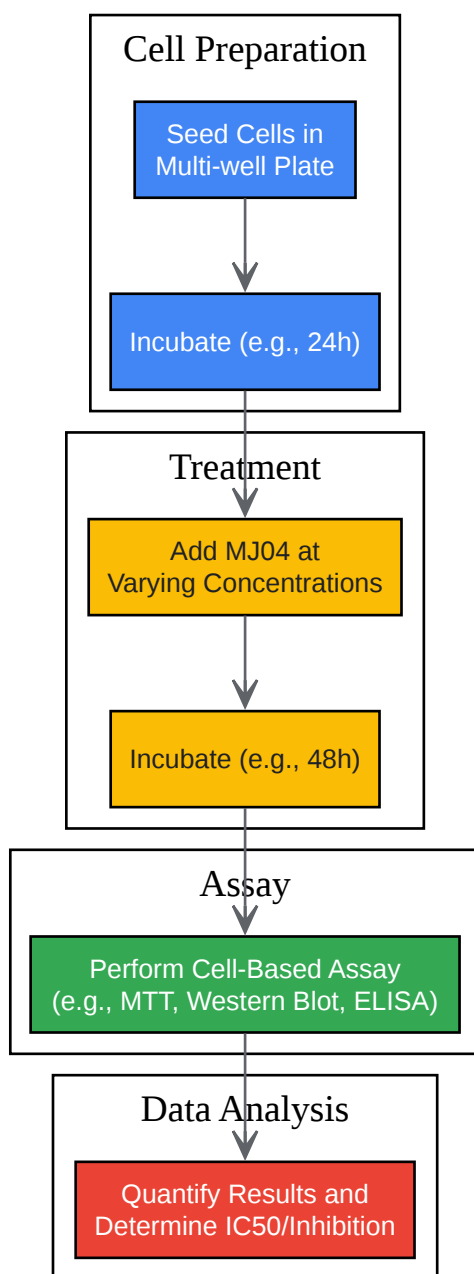 Cell Preparation
Seed Cells in
Multi-well Plate
Incubate (e.g., 24h)
Treatment
Add MJ04 at
Varying Concentrations
Incubate (e.g., 48h)
Assay
Perform Cell-Based Assay
(e.g., MTT, Western Blot, ELISA)
Data Analysis
Quantify Results and
Determine IC50/Inhibition